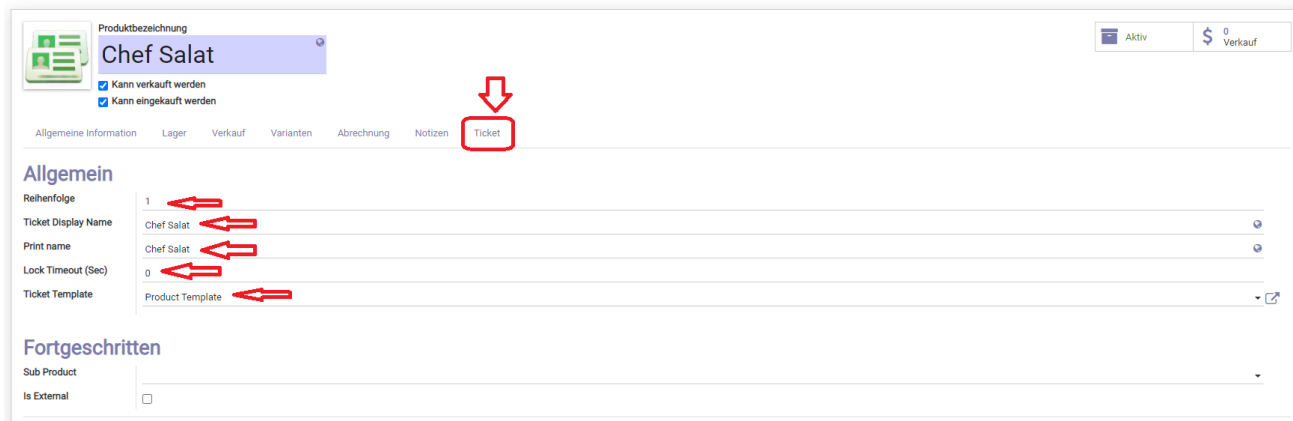 Produktbezeichnung
Chef Salat
Kann verkauft werden
Kann eingekauft werden
Aktiv
$ 0 Verkauf
Allgemeine Information Lager Verkauf Varianten Abrechnung Notizen Ticket
Allgemein
Reihenfolge 1
Ticket Display Name Chef Salat
Print name Chef Salat
Lock Timeout (Sec) 0
Ticket Template Product Template
Fortgeschritten
Sub Product
Is External